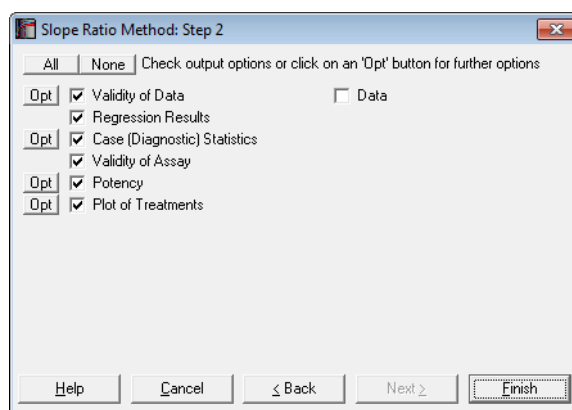 Slope Ratio Method: Step 2
All None Check output options or click on an 'Opt' button for further options
Opt Validity of Data Data
Regression Results
Opt Case (Diagnostic) Statistics
Validity of Assay
Opt Potency
Opt Plot of Treatments
Help Cancel < Back Next > Finish